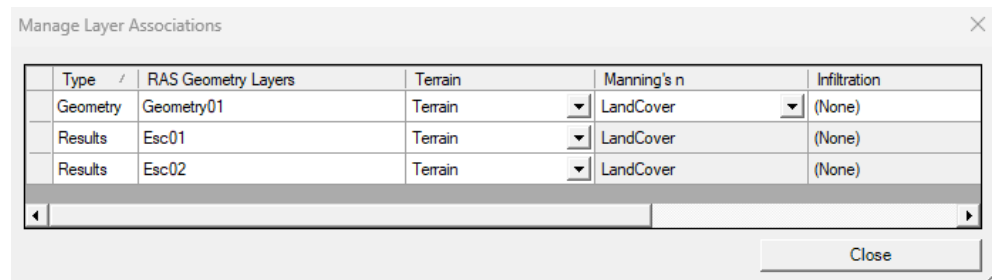 Manage Layer Associations
Type RAS Geometry Layers Terrain Manning's n Infiltration
Geometry Geometry01 Terrain LandCover (None)
Results Esc01 Terrain LandCover (None)
Results Esc02 Terrain LandCover (None)
Close